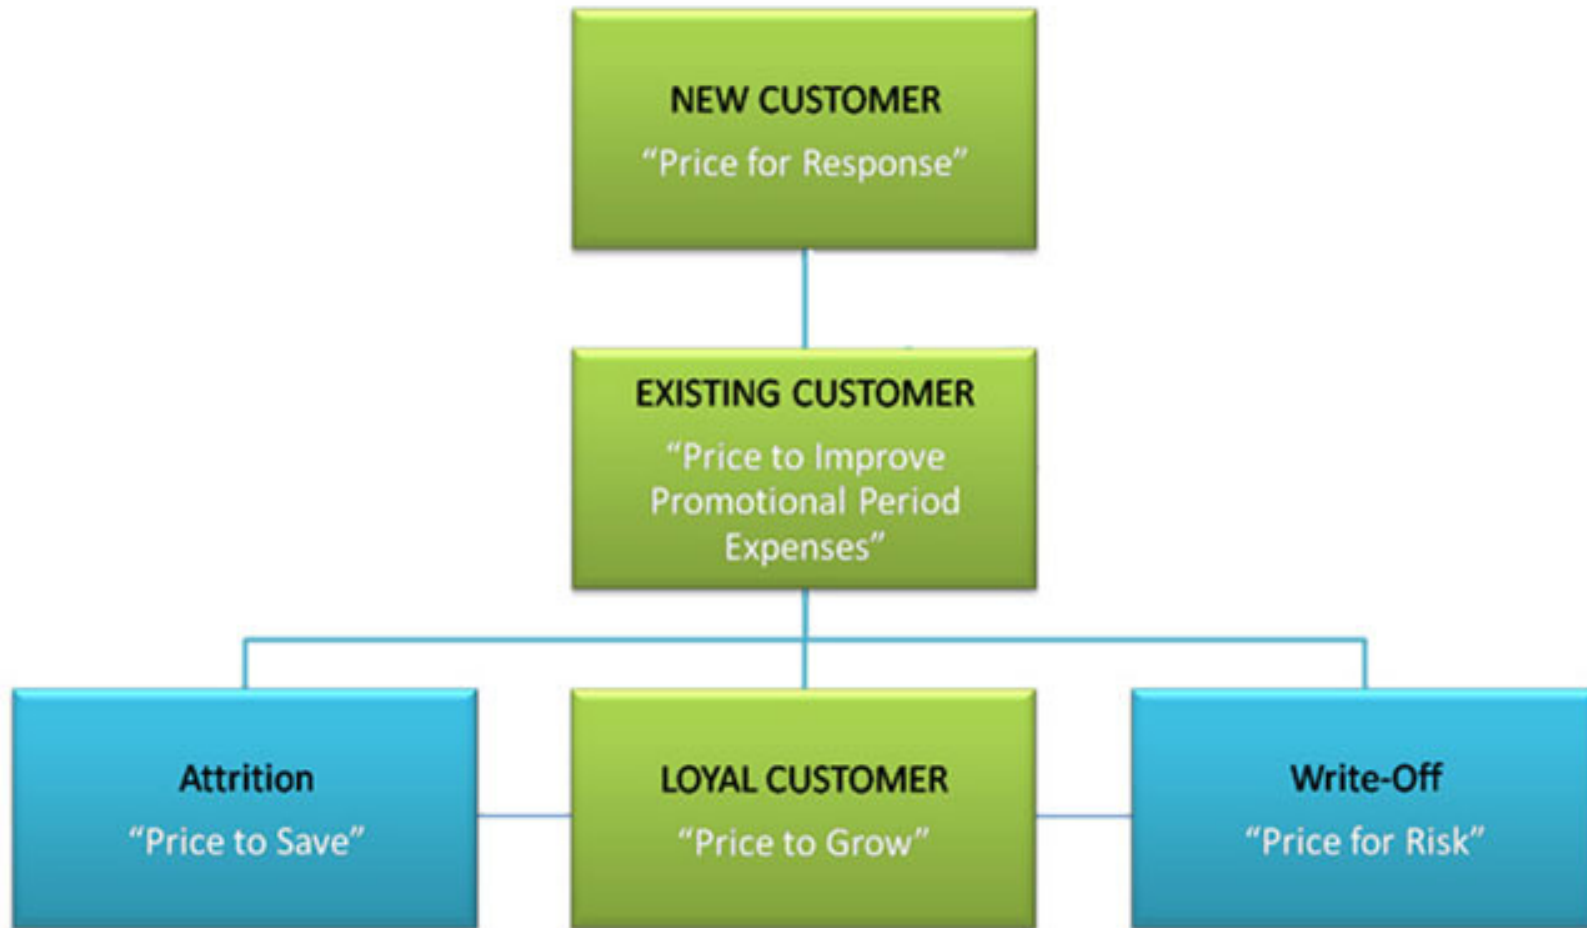 NEW CUSTOMER
“Price for Response”
EXISTING CUSTOMER
“Price to Improve
Promotional Period
Expenses”
Attrition
“Price to Save”
LOYAL CUSTOMER
“Price to Grow”
Write-Off
“Price for Risk”